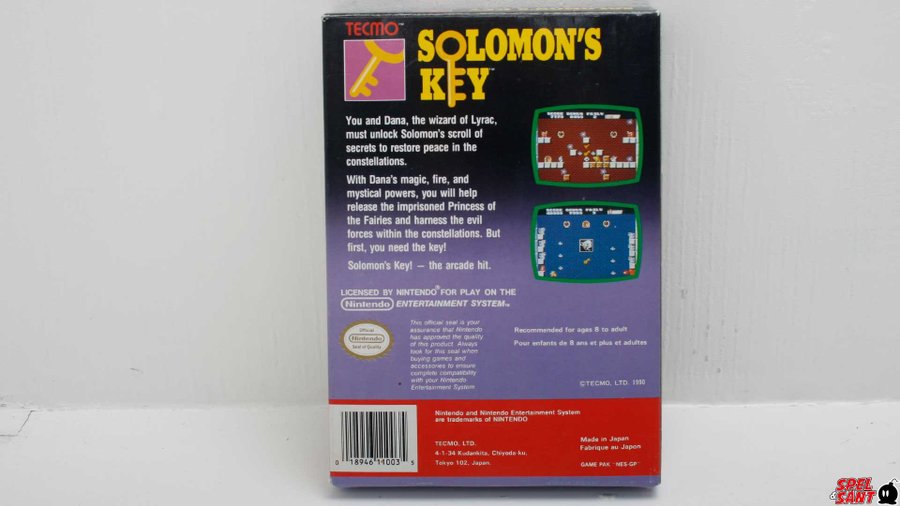 TECMO™
SOLOMON'S
KEY™
You and Dana, the wizard of Lyrac,
must unlock Solomon's scroll of
secrets to restore peace in the
constellations.
With Dana's magic, fire, and
mystical powers, you will help
release the imprisoned Princess of
the Fairies and harness the evil
forces within the constellations. But
first, you need the key!
Solomon's Key! — the arcade hit.
LICENSED BY NINTENDO® FOR PLAY ON THE
Nintendo ENTERTAINMENT SYSTEM™
Official
Nintendo
Seal of Quality
This official seal is your
assurance that Nintendo
has approved the quality
of this product. Always
look for this seal when
buying games and
accessories to ensure
complete compatibility
with your Nintendo
Entertainment System
Recommended for ages 8 to adult
Pour enfants de 8 ans et plus et adultes
©TECMO, LTD. 1990
Nintendo and Nintendo Entertainment System
are trademarks of NINTENDO
TECMO, LTD.
4-1-34 Kudankita, Chiyoda-ku,
Tokyo 102, Japan.
Made in Japan
Fabrique au Japon
GAME PAK "NES-GP"
0 18946 11003 5
SPEL
SANT